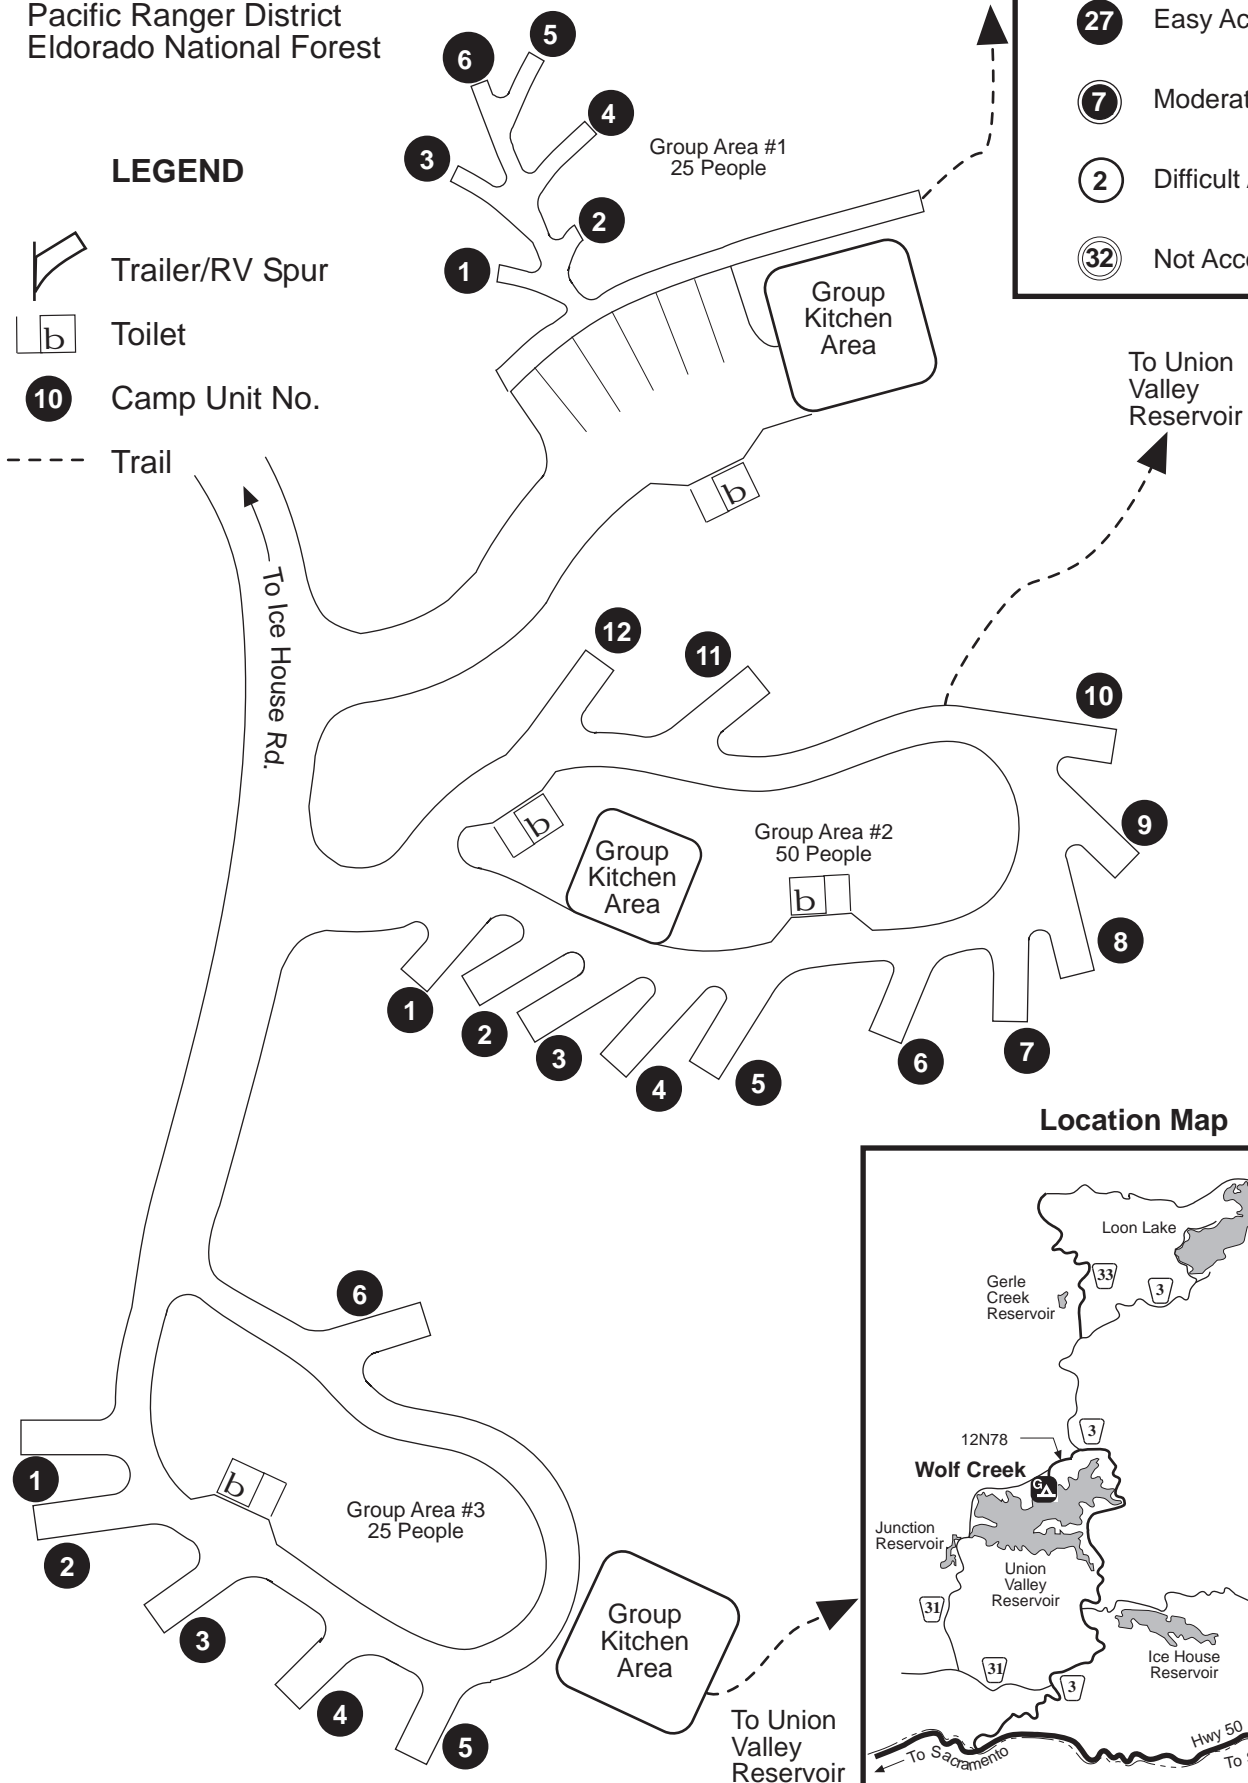 Pacific Ranger District
Eldorado National Forest
LEGEND
Trailer/RV Spur
b
Toilet
10
Camp Unit No.
Trail
27
Easy
7
2
Difficult
32
Not
6
5
4
3
2
1
Group Area #1
25 People
Group
Kitchen
Area
b
To Union
Valley
Reservoir
To Ice House Rd.
12
11
10
9
8
7
6
5
4
3
2
1
b
Group
Kitchen
Area
Group Area #2
50 People
b
6
1
2
3
4
5
b
Group Area #3
25 People
Group
Kitchen
Area
To Union
Valley
Reservoir
Location Map
Loon Lake
33
3
Gerle
Creek
Reservoir
3
12N78
Wolf Creek
G
Junction
Reservoir
Union
Valley
Reservoir
31
31
3
Ice House
Reservoir
Hwy 50
To Sacramento
To